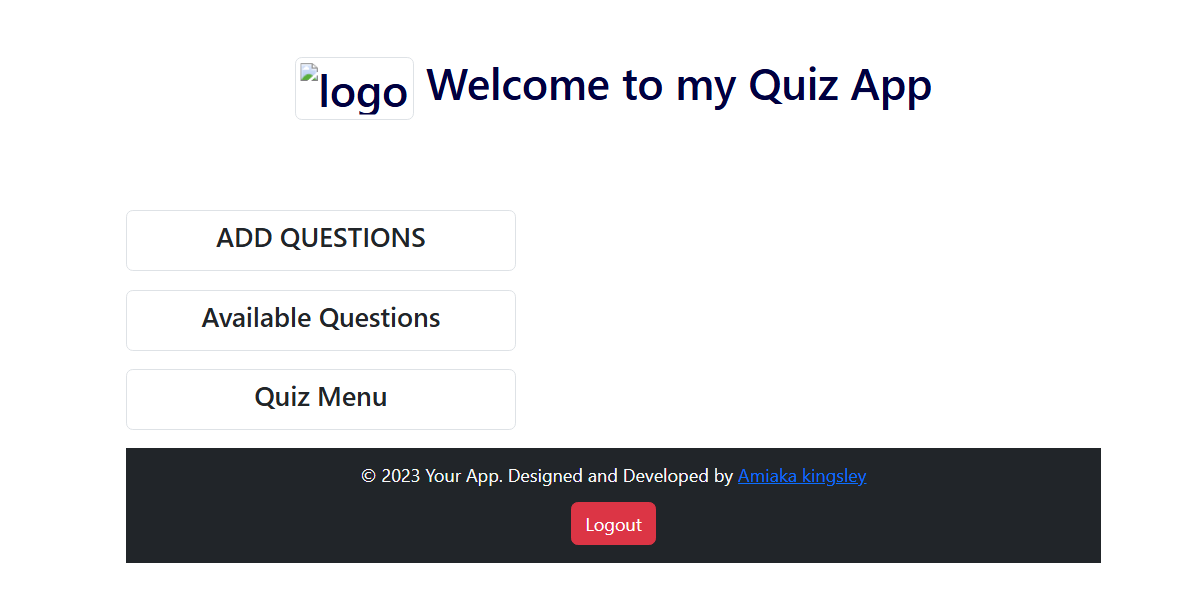 logo Welcome to my Quiz App
ADD QUESTIONS
Available Questions
Quiz Menu
© 2023 Your App. Designed and Developed by Amiaka kingsley
Logout